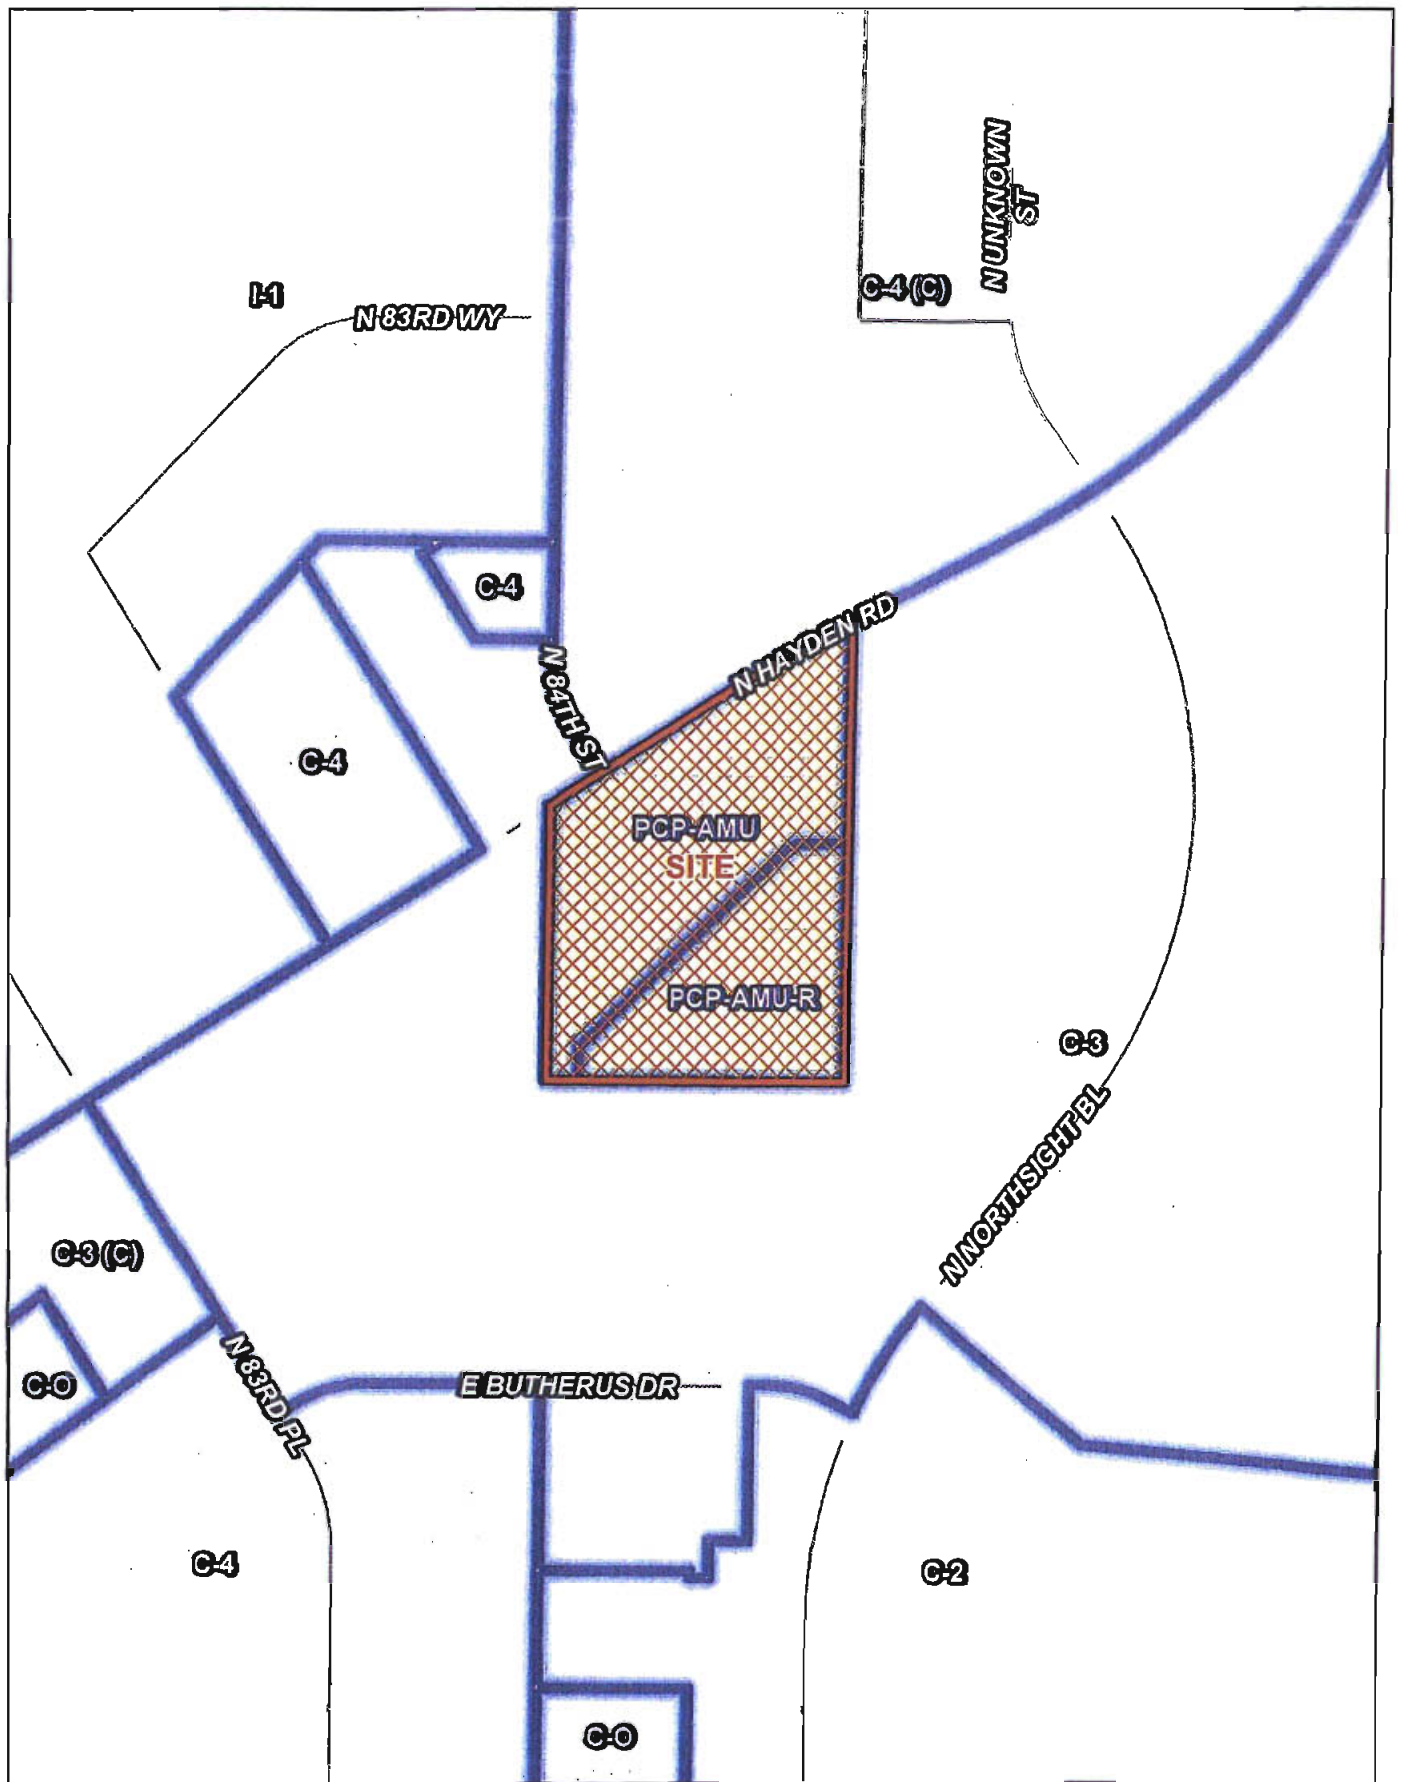 N UNKNOWN
ST
I-1
C-4 (C)
N 83RD WY
C-4
N HAYDEN RD
N 84TH ST
C-4
PCP-AMU
SITE
PCP-AMU-R
C-3
N NORTHSIGHT BL
C-3 (C)
C-O
N 83RD PL
E BUTHERUS DR
C-4
C-2
C-O